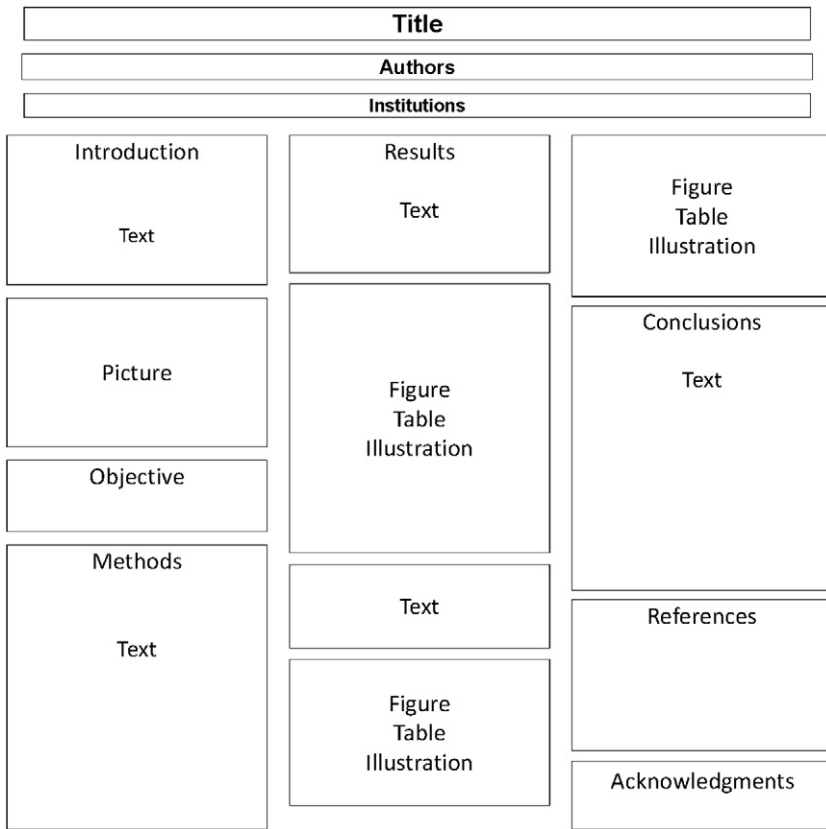 Title
Authors
Institutions
Introduction
Text
Picture
Objective
Methods
Text
Results
Text
Figure
Table
Illustration
Text
Figure
Table
Illustration
Figure
Table
Illustration
Conclusions
Text
References
Acknowledgments